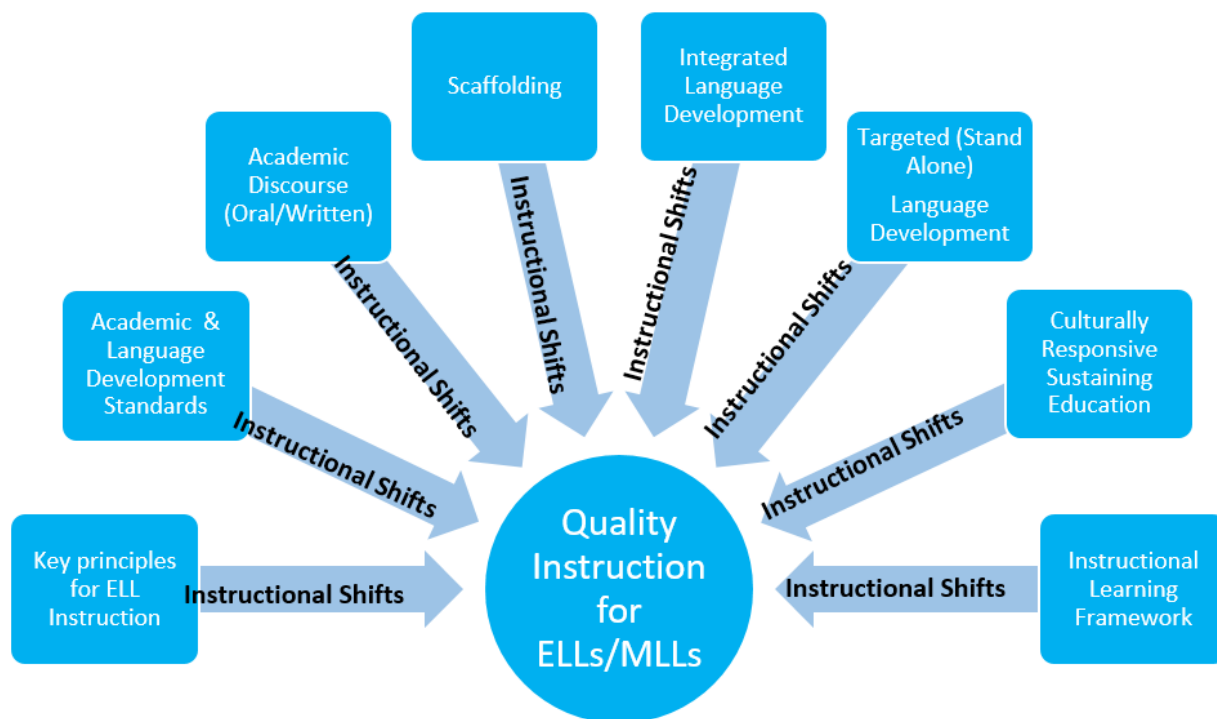 Key principles
for ELL
Instruction
Instructional Shifts
Academic & 
Language
Development
Standards
Instructional Shifts
Academic
Discourse
(Oral/Written)
Instructional Shifts
Scaffolding
Instructional Shifts
Integrated
Language
Development
Instructional Shifts
Targeted (Stand
Alone)
Language
Development
Instructional Shifts
Culturally
Responsive
Sustaining
Education
Instructional Shifts
Instructional
Learning
Framework
Instructional Shifts
Quality
Instruction
for
ELLs/MLLs